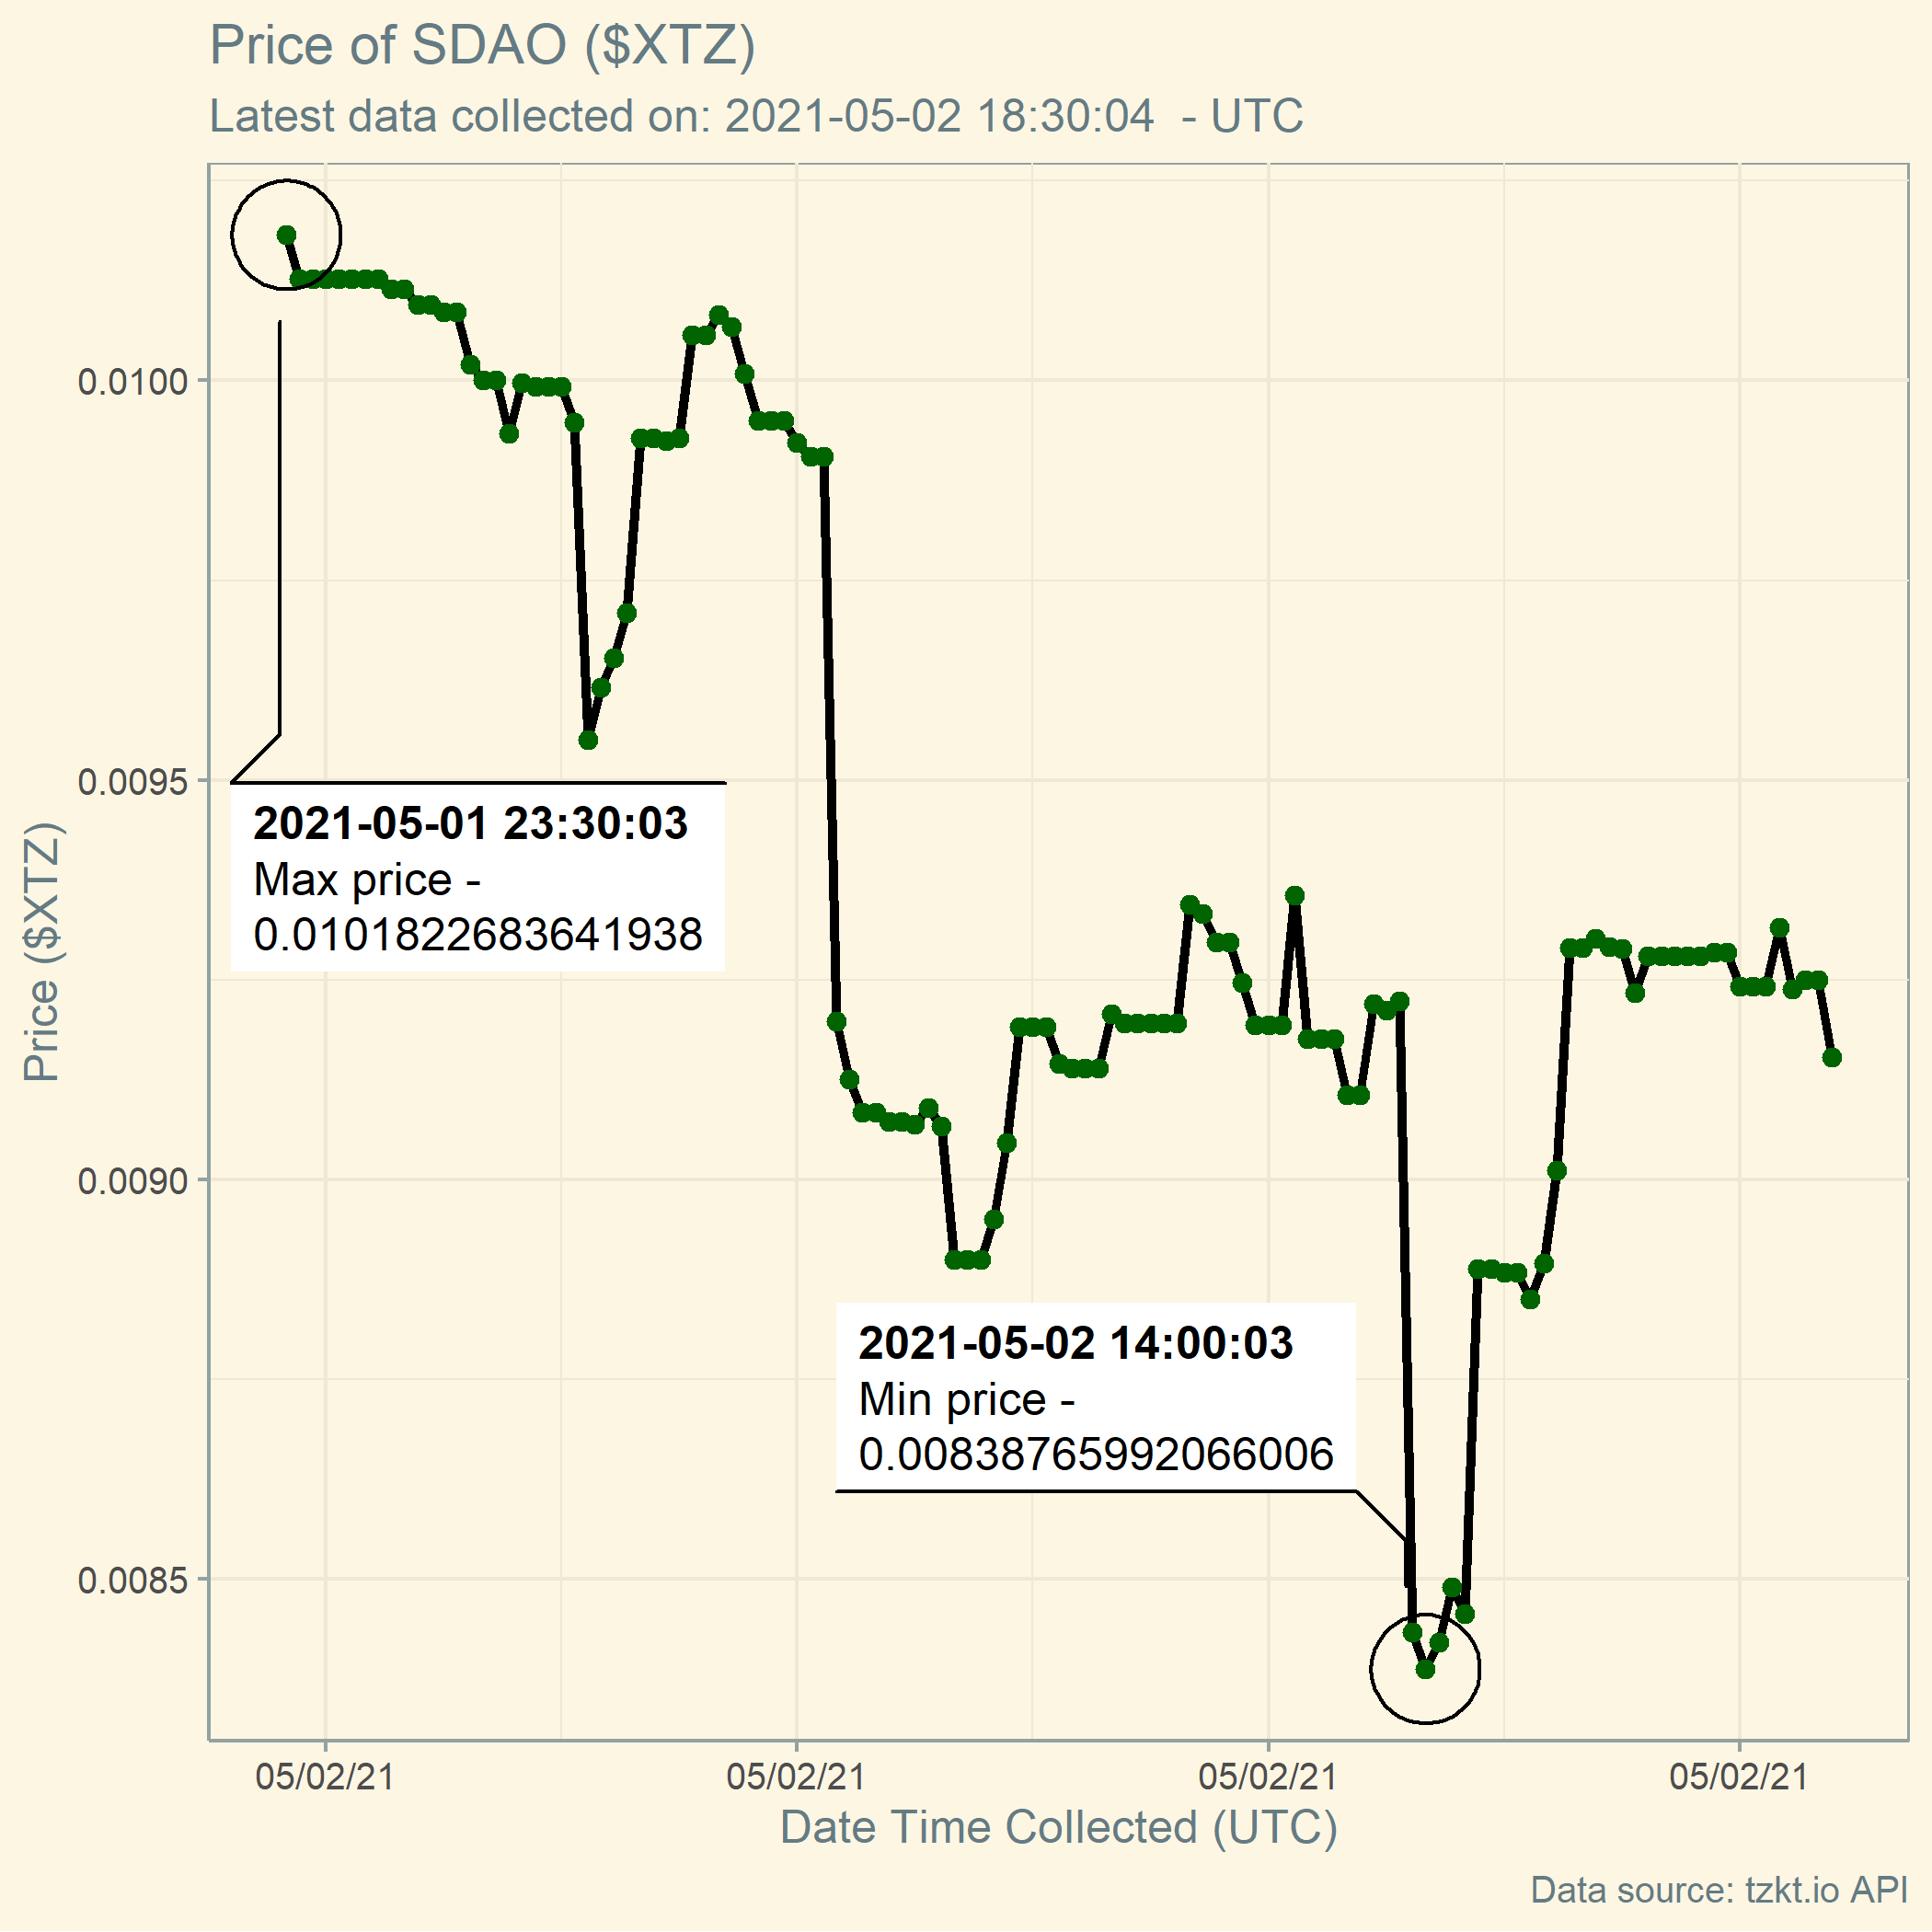 Price of SDAO ($XTZ)
Latest data collected on: 2021-05-02 18:30:04  - UTC
0.0100
0.0095
0.0090
0.0085
Price ($XTZ)
2021-05-01 23:30:03
Max price -
0.0101822683641938
2021-05-02 14:00:03
Min price -
0.00838765992066006
05/02/21
05/02/21
05/02/21
05/02/21
Date Time Collected (UTC)
Data source: tzkt.io API